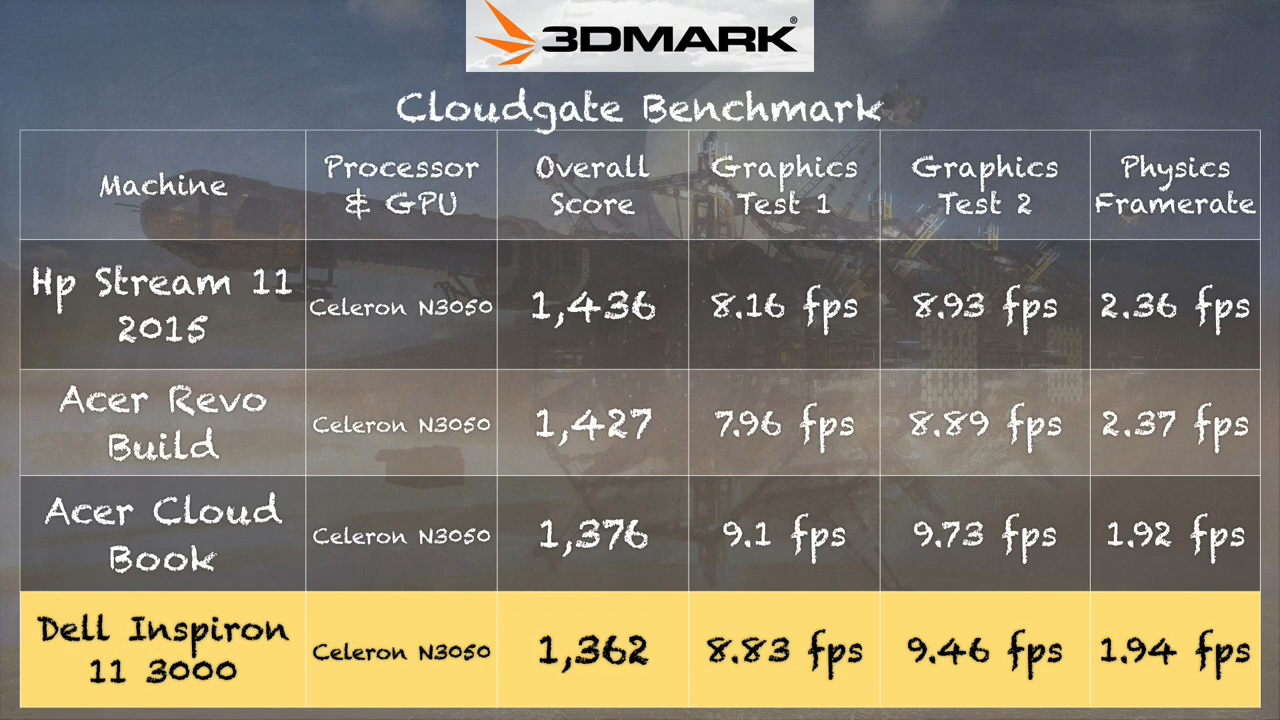 3DMARK®
Cloudgate Benchmark
Machine
Processor
& GPU
Overall
Score
Graphics
Test 1
Graphics
Test 2
Physics
Framerate
Hp Stream 11
2015
Celeron N3050
1,436
8.16 fps
8.93 fps
2.36 fps
Acer Revo
Build
Celeron N3050
1,427
7.96 fps
8.89 fps
2.37 fps
Acer Cloud
Book
Celeron N3050
1,376
9.1 fps
9.73 fps
1.92 fps
Dell Inspiron
11 3000
Celeron N3050
1,362
8.83 fps
9.46 fps
1.94 fps